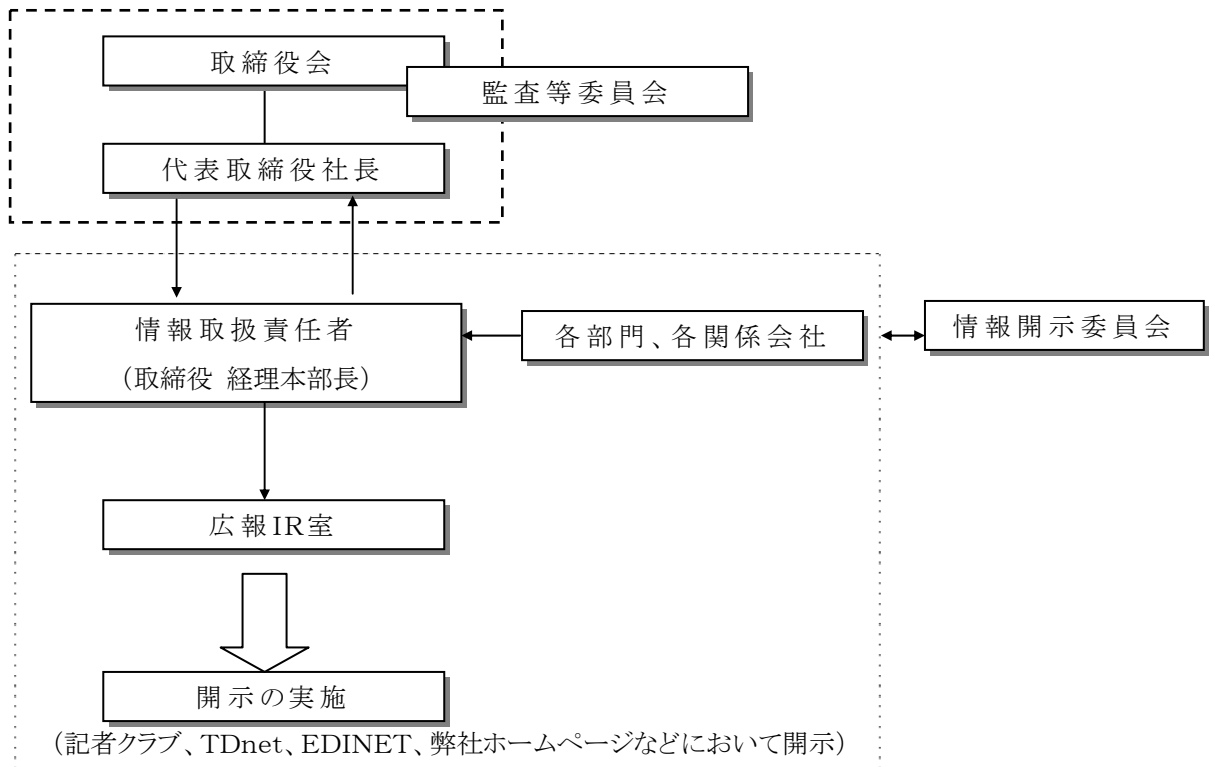 取締役会
監査等委員会
代表取締役社長
情報取扱責任者
（取締役 経理本部長）
各部門、各関係会社
情報開示委員会
広報IR室
開示の実施
（記者クラブ、TDnet、EDINET、弊社ホームページなどにおいて開示）